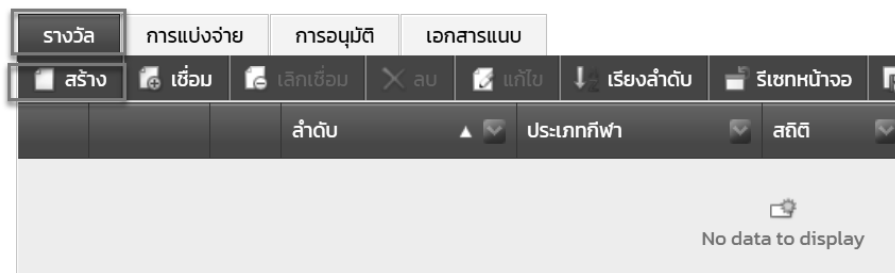 รางวัล การแบ่งจ่าย การอนุมัติ เอกสารแนบ
สร้าง เชื่อม เลิกเชื่อม ลบ แก้ไข เรียงลำดับ รีเซทหน้าจอ
ลำดับ ประเภทกีฬา สถิติ
No data to display